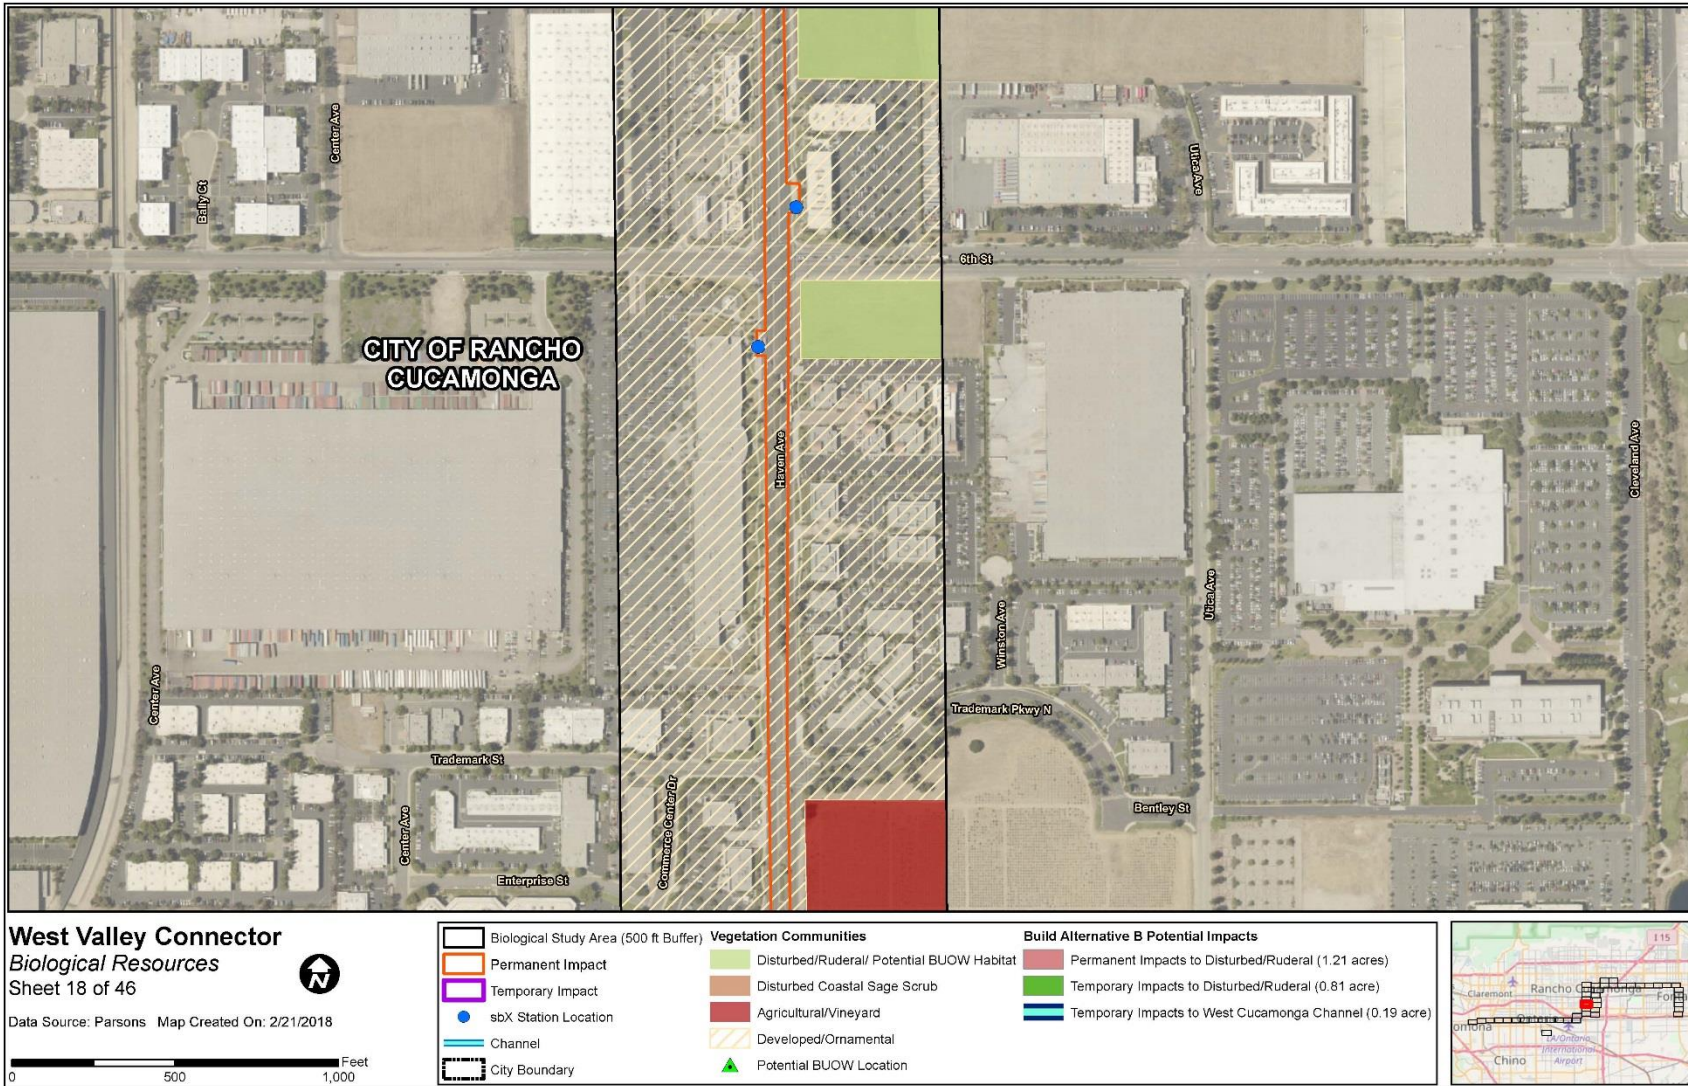 Center Ave
Bally Ct
Utica Ave
6th St
CITY OF RANCHO
CUCAMONGA
Haven Ave
Cleveland Ave
Utica Ave
Winston Ave
Center Ave
Trademark Pkwy N
Trademark St
Commerce Center Dr
Bentley St
Center Ave
Enterprise St
West Valley Connector
Biological Resources
Sheet 18 of 46
N
Data Source: Parsons Map Created On: 2/21/2018
Feet
0 500 1,000
Biological Study Area (500 ft Buffer)
Permanent Impact
Temporary Impact
sbX Station Location
Channel
City Boundary
Vegetation Communities
Disturbed/Ruderal/ Potential BUOW Habitat
Disturbed Coastal Sage Scrub
Agricultural/Vineyard
Developed/Ornamental
Potential BUOW Location
Build Alternative B Potential Impacts
Permanent Impacts to Disturbed/Ruderal (1.21 acres)
Temporary Impacts to Disturbed/Ruderal (0.81 acre)
Temporary Impacts to West Cucamonga Channel (0.19 acre)
I 15
Claremont
Rancho
Chino
LA/Ontario
International
Airport